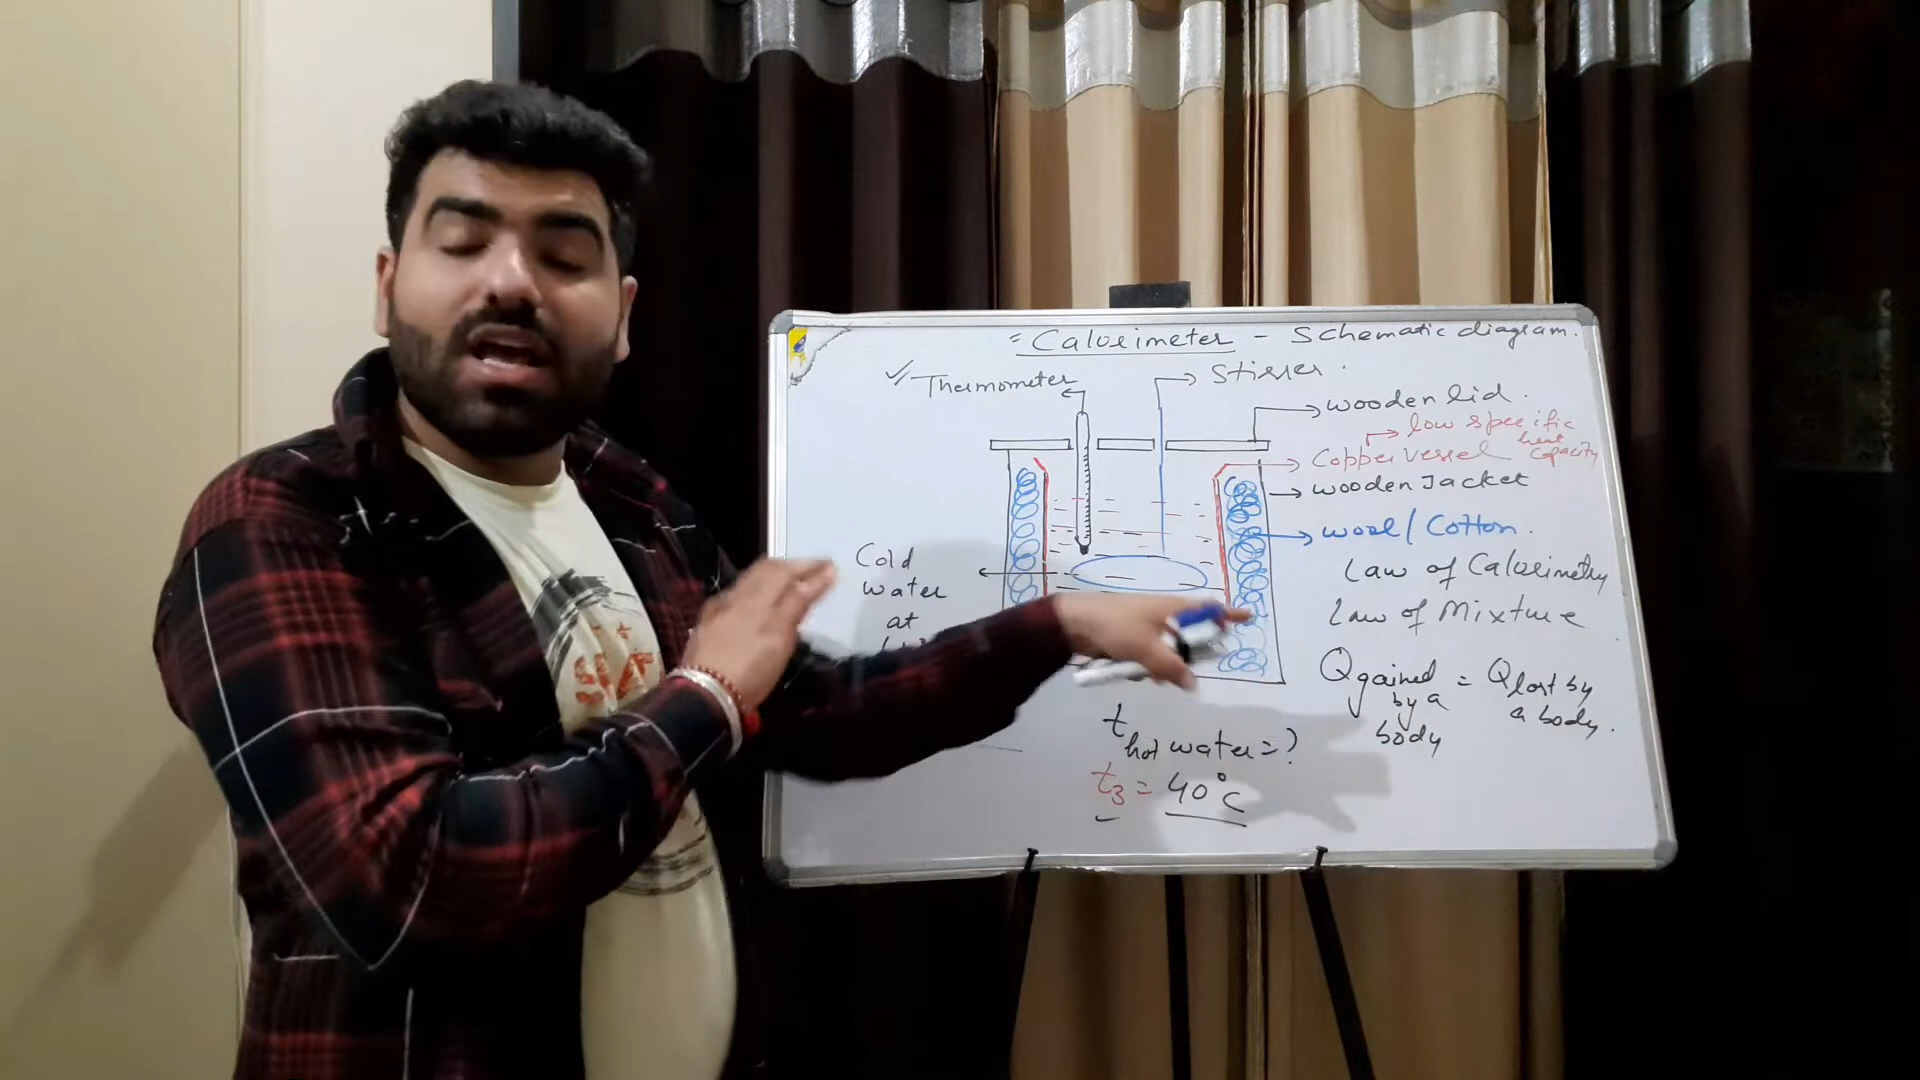 = Calorimeter - Schematic diagram.
✓ Thermometer
Stirrer.
wooden lid.
low specific heat capacity
Copper vessel
wooden Jacket
wool / Cotton.
Cold
water
at
Law of Calorimetry
Law of Mixture
Q gained by a body = Q lost by a body.
t hot water = ?
t3 = 40°C